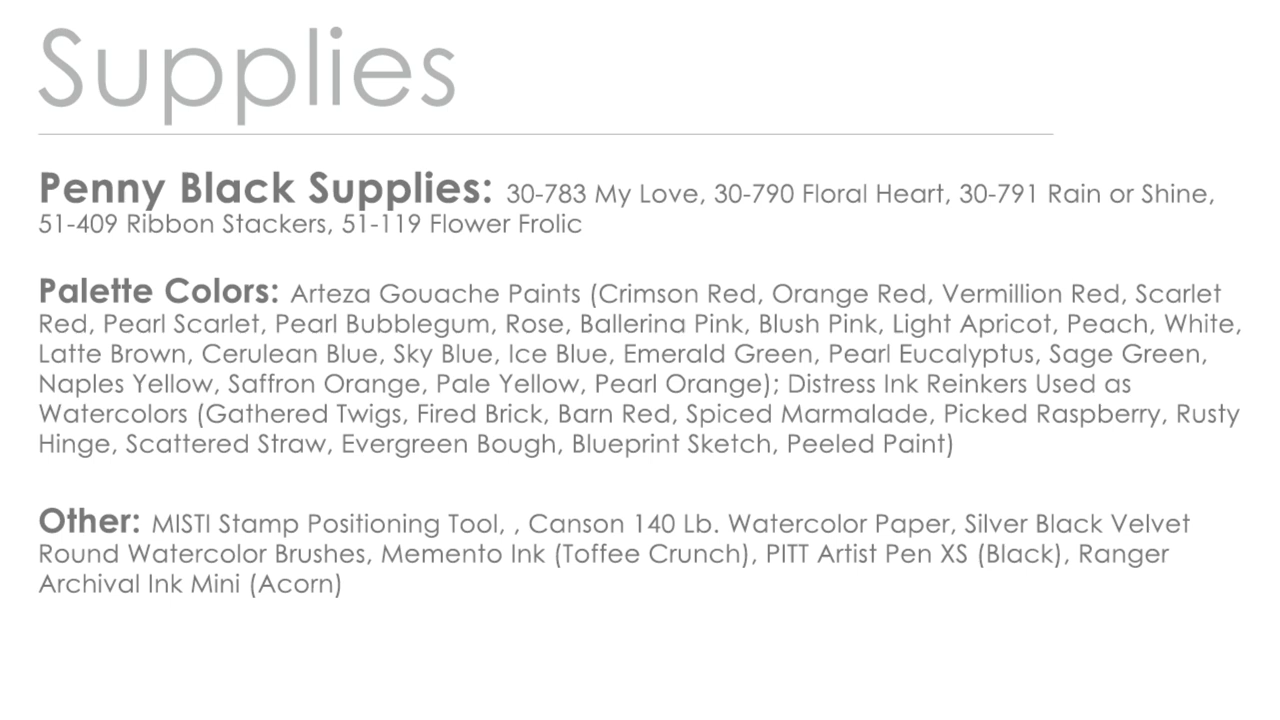 Supplies
Penny Black Supplies: 30-783 My Love, 30-790 Floral Heart, 30-791 Rain or Shine,
51-409 Ribbon Stackers, 51-119 Flower Frolic
Palette Colors: Arteza Gouache Paints (Crimson Red, Orange Red, Vermillion Red, Scarlet
Red, Pearl Scarlet, Pearl Bubblegum, Rose, Ballerina Pink, Blush Pink, Light Apricot, Peach, White,
Latte Brown, Cerulean Blue, Sky Blue, Ice Blue, Emerald Green, Pearl Eucalyptus, Sage Green,
Naples Yellow, Saffron Orange, Pale Yellow, Pearl Orange); Distress Ink Reinkers Used as
Watercolors (Gathered Twigs, Fired Brick, Barn Red, Spiced Marmalade, Picked Raspberry, Rusty
Hinge, Scattered Straw, Evergreen Bough, Blueprint Sketch, Peeled Paint)
Other: MISTI Stamp Positioning Tool, , Canson 140 Lb. Watercolor Paper, Silver Black Velvet
Round Watercolor Brushes, Memento Ink (Toffee Crunch), PITT Artist Pen XS (Black), Ranger
Archival Ink Mini (Acorn)